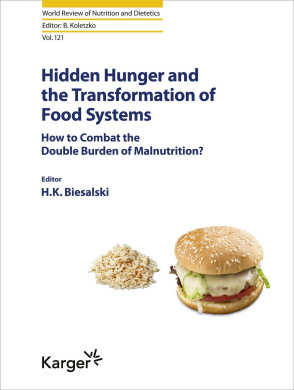 World Review of Nutrition and Dietetics
Editor: B. Koletzko
Vol. 121
Hidden Hunger and
the Transformation of
Food Systems
How to Combat the
Double Burden of Malnutrition?
Editor
H.K. Biesalski
Karger